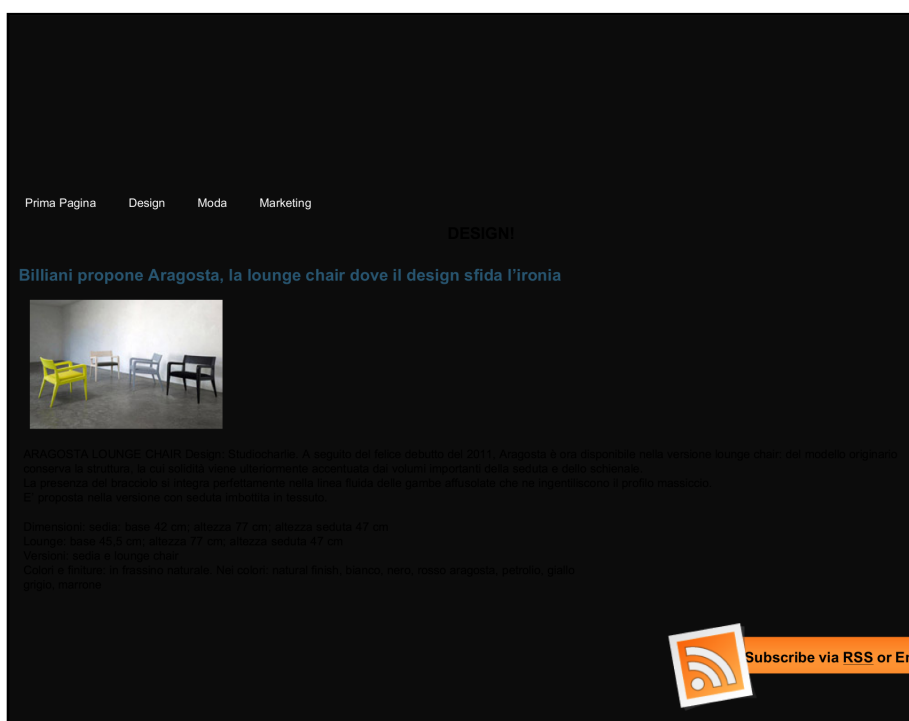 Prima Pagina Design Moda Marketing
DESIGN!
Billiani propone Aragosta, la lounge chair dove il design sfida l'ironia
ARAGOSTA LOUNGE CHAIR Design: Studiocharlie. A seguito del felice debutto del 2011, Aragosta è ora disponibile nella versione lounge chair: del modello originario
conserva la struttura, la cui solidità viene ulteriormente accentuata dai volumi importanti della seduta e dello schienale.
La presenza del bracciolo si integra perfettamente nella linea fluida delle gambe affusolate che ne ingentiliscono il profilo massiccio.
E' proposta nella versione con seduta imbottita in tessuto.
Dimensioni: sedia: base 42 cm; altezza 77 cm; altezza seduta 47 cm
Lounge: base 45,5 cm; altezza 77 cm; altezza seduta 47 cm
Versioni: sedia e lounge chair
Colori e finiture: in frassino naturale. Nei colori: natural finish, bianco, nero, rosso aragosta, petrolio, giallo
grigio, marrone
Subscribe via RSS or Em